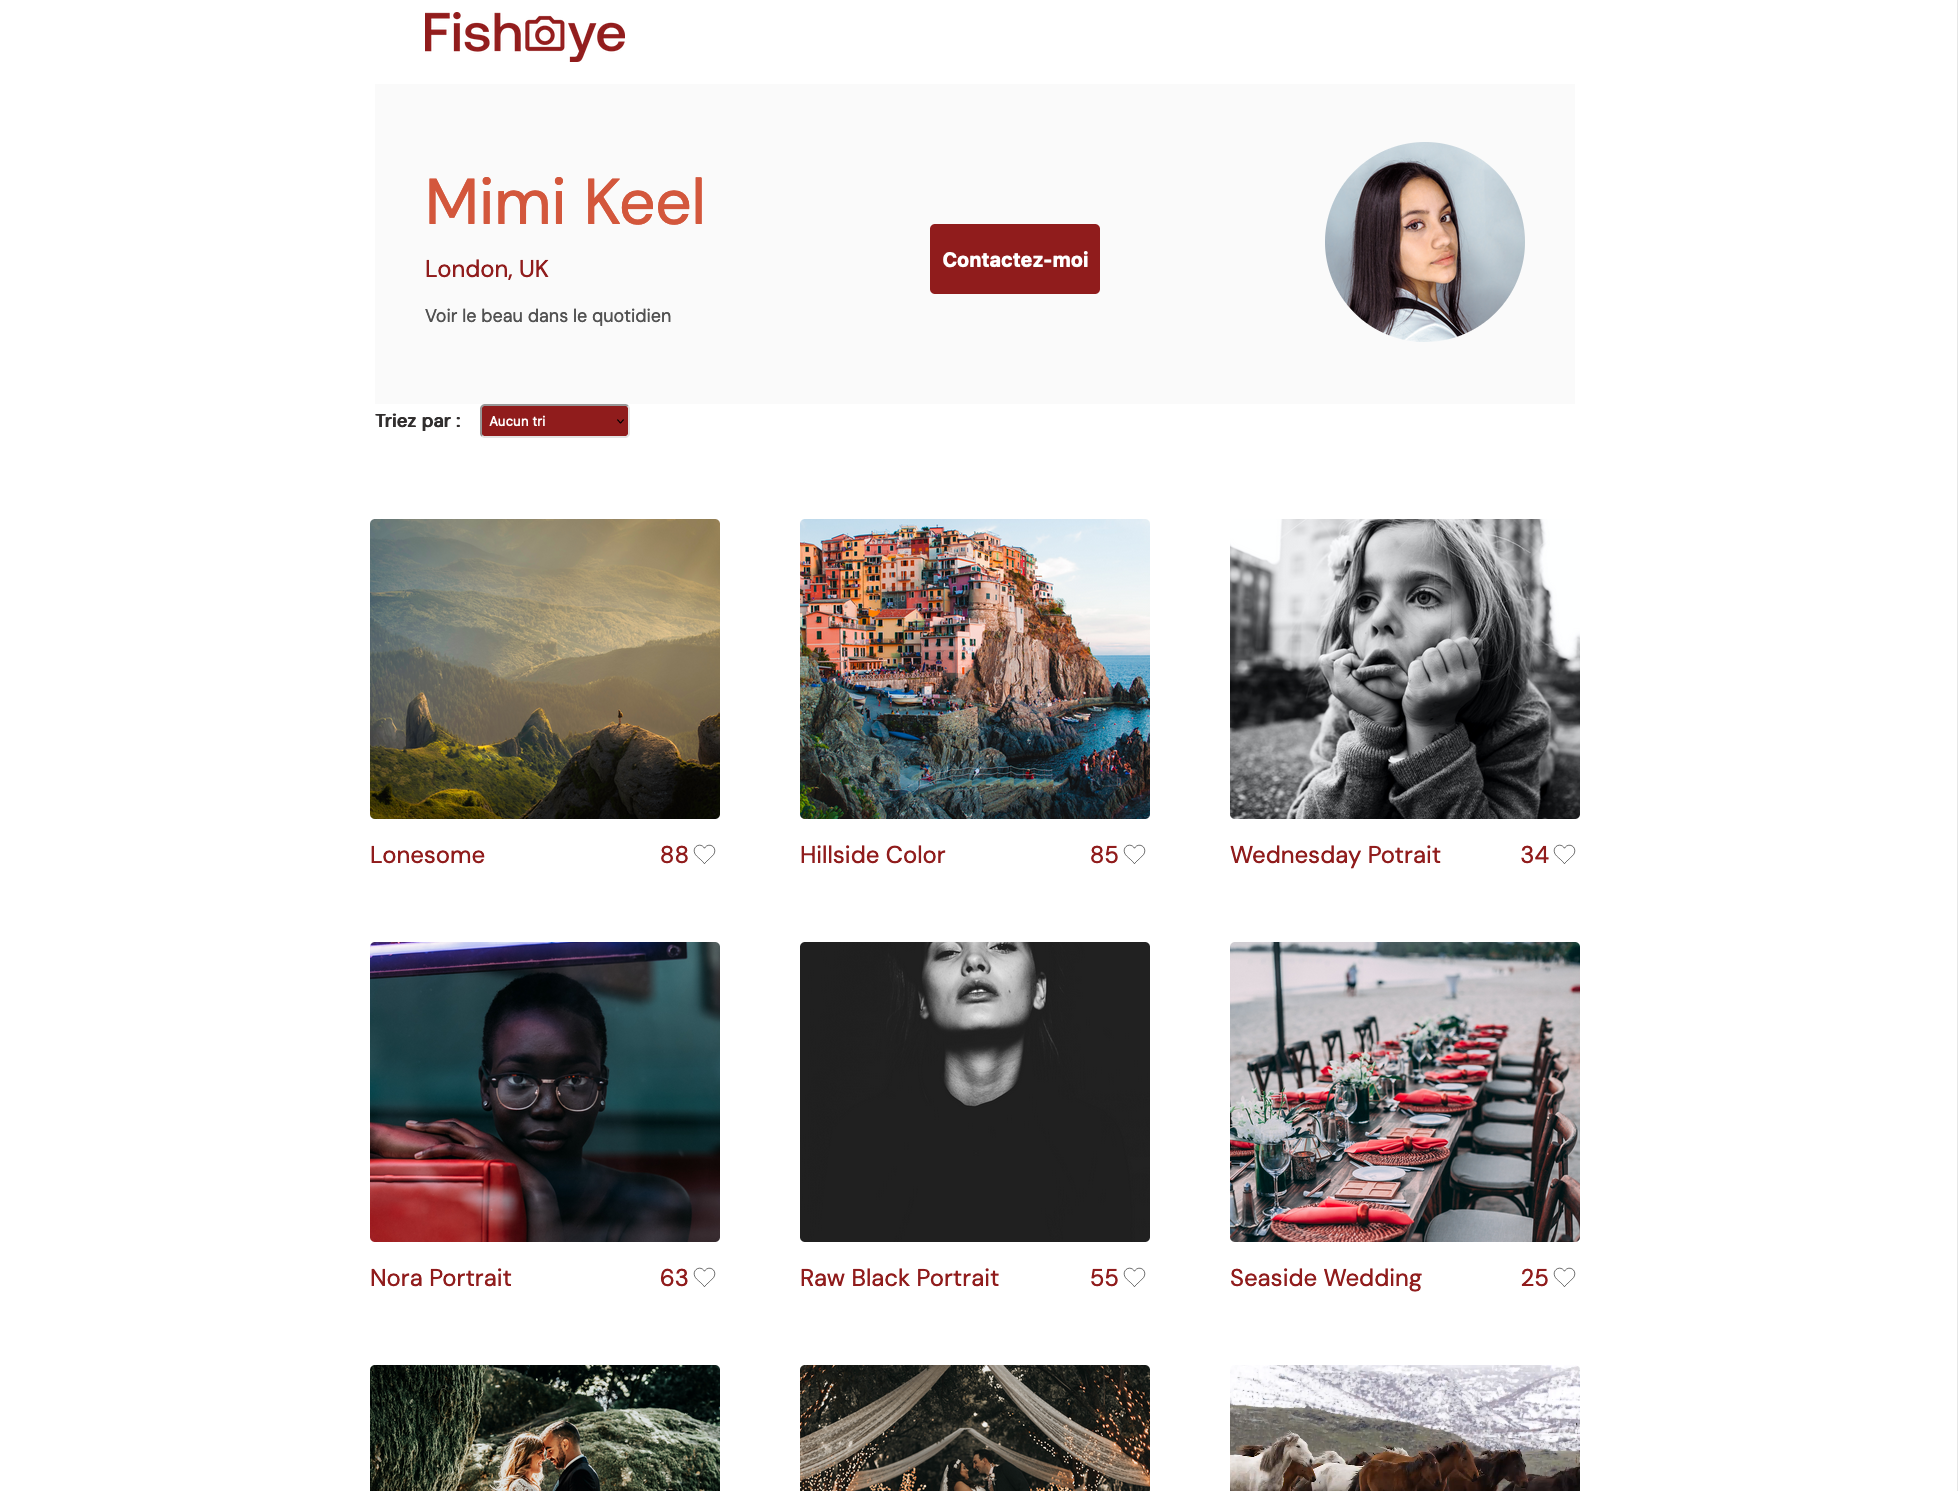 Fisheye
Mimi Keel
London, UK
Voir le beau dans le quotidien
Contactez-moi
Triez par :
Aucun tri
Lonesome
88
Hillside Color
85
Wednesday Potrait
34
Nora Portrait
63
Raw Black Portrait
55
Seaside Wedding
25